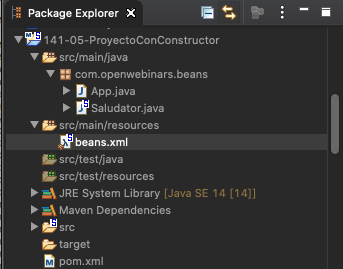 Package Explorer
141-05-ProyectoConConstructor
src/main/java
com.openwebinars.beans
App.java
Saludator.java
src/main/resources
beans.xml
src/test/java
src/test/resources
JRE System Library [Java SE 14 [14]]
Maven Dependencies
src
target
pom.xml